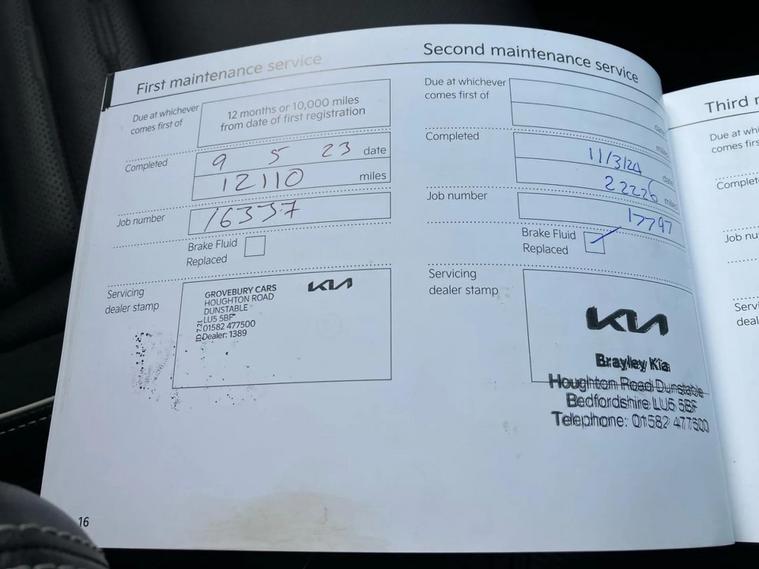 First maintenance service
Due at whichever
comes first of
12 months or 10,000 miles
from date of first registration
Completed
9 5 23 date
12110 miles
Job number
16337
Brake Fluid
Replaced
Servicing
dealer stamp
GROVEBURY CARS
HOUGHTON ROAD
DUNSTABLE
LU5 5BF
01582 477500
Dealer: 1389
KIA
16
Second maintenance service
Due at whichever
comes first of
Completed
11/3/24
22226
Job number
17797
Brake Fluid
Replaced
Servicing
dealer stamp
KIA
Brayley Kia
Houghton Road Dunstable
Bedfordshire LU5 5BF
Telephone: 01582 477500
Third
Due at wh
comes firs
Complet
Job nu
Servi
deal